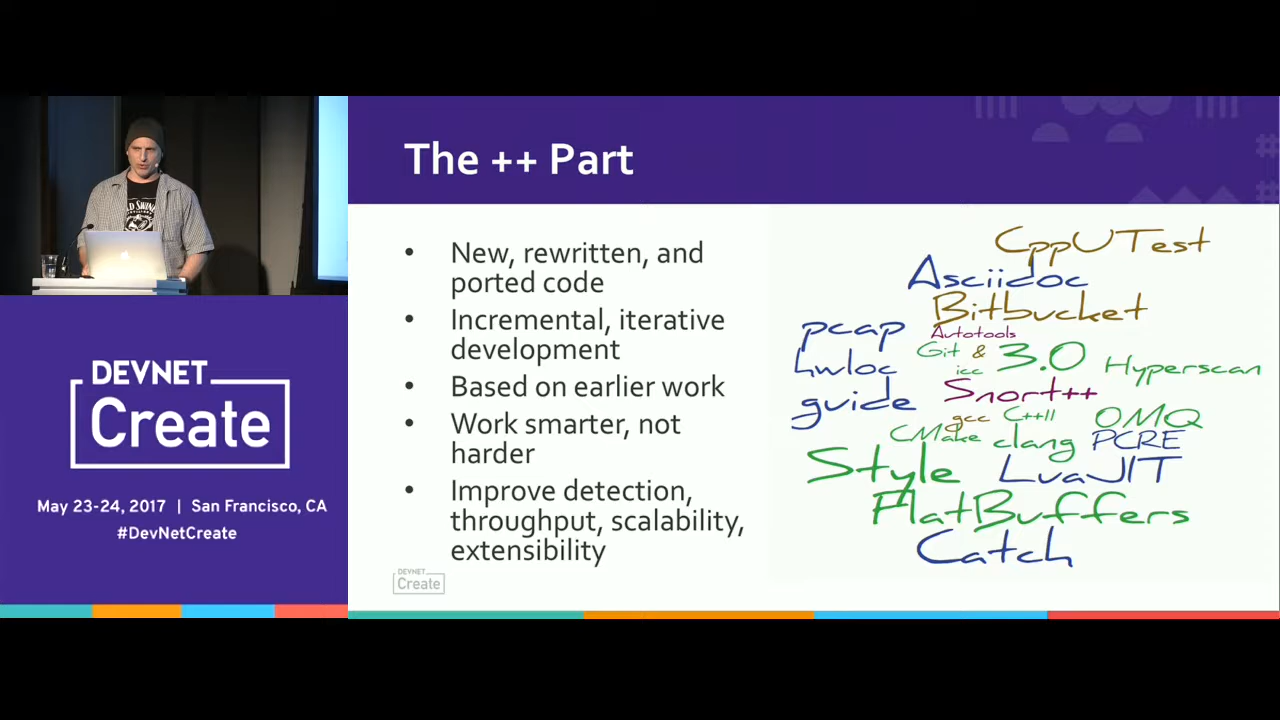 The ++ Part
• New, rewritten, and
ported code
• Incremental, iterative
development
• Based on earlier work
• Work smarter, not
harder
• Improve detection,
throughput, scalability,
extensibility
CppUTest
Asciidoc
Bitbucket
pcap
Autotools
Git & 3.0
hwloc
icc
Hyperscan
guide
Snort++
gcc C++11 OMQ
CMake clang PCRE
Style LuaJIT
FlatBuffers
Catch
DEVNET
Create
DEVNET
Create
May 23-24, 2017 | San Francisco, CA
#DevNetCreate